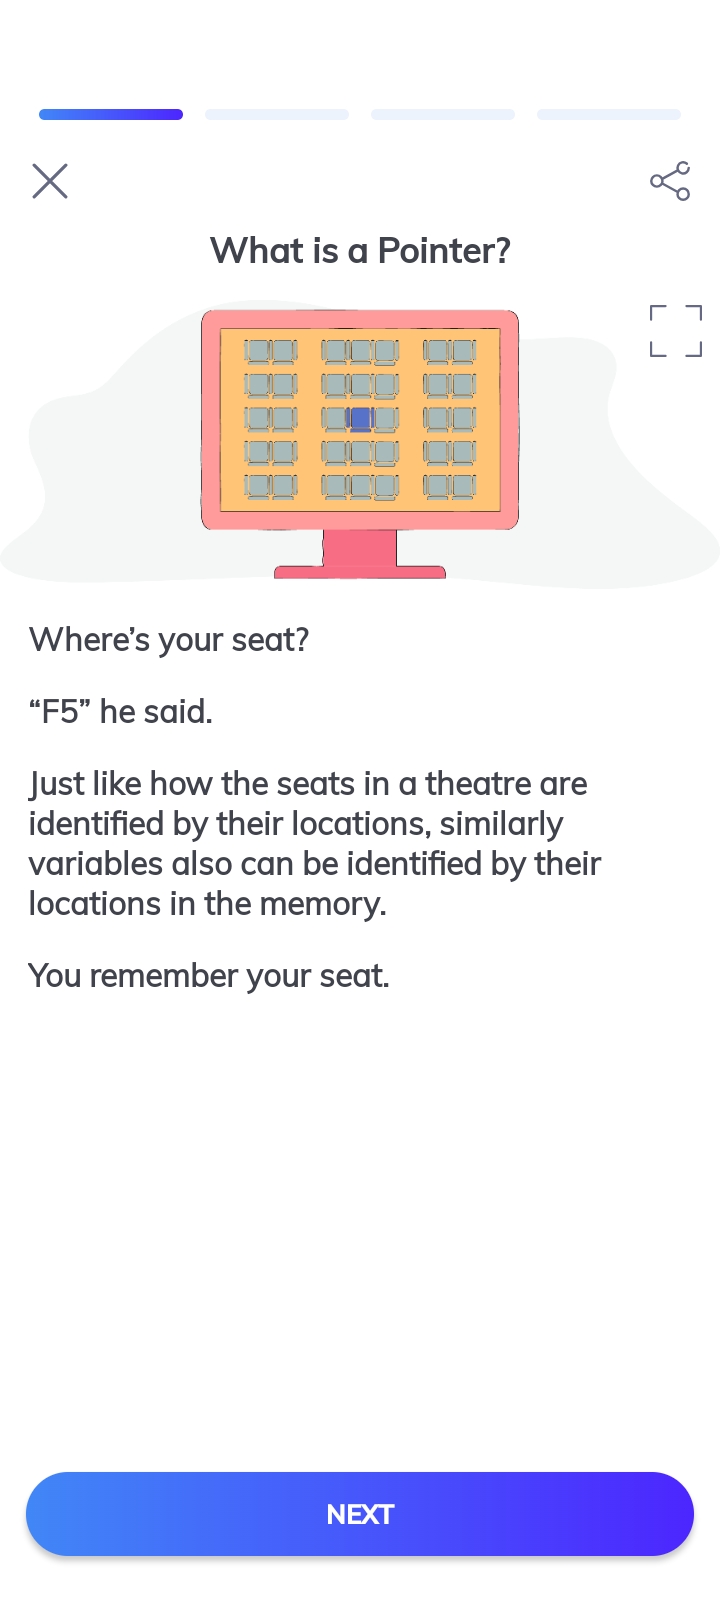 What is a Pointer?
Where’s your seat?
“F5” he said.
Just like how the seats in a theatre are
identified by their locations, similarly
variables also can be identified by their
locations in the memory.
You remember your seat.
NEXT